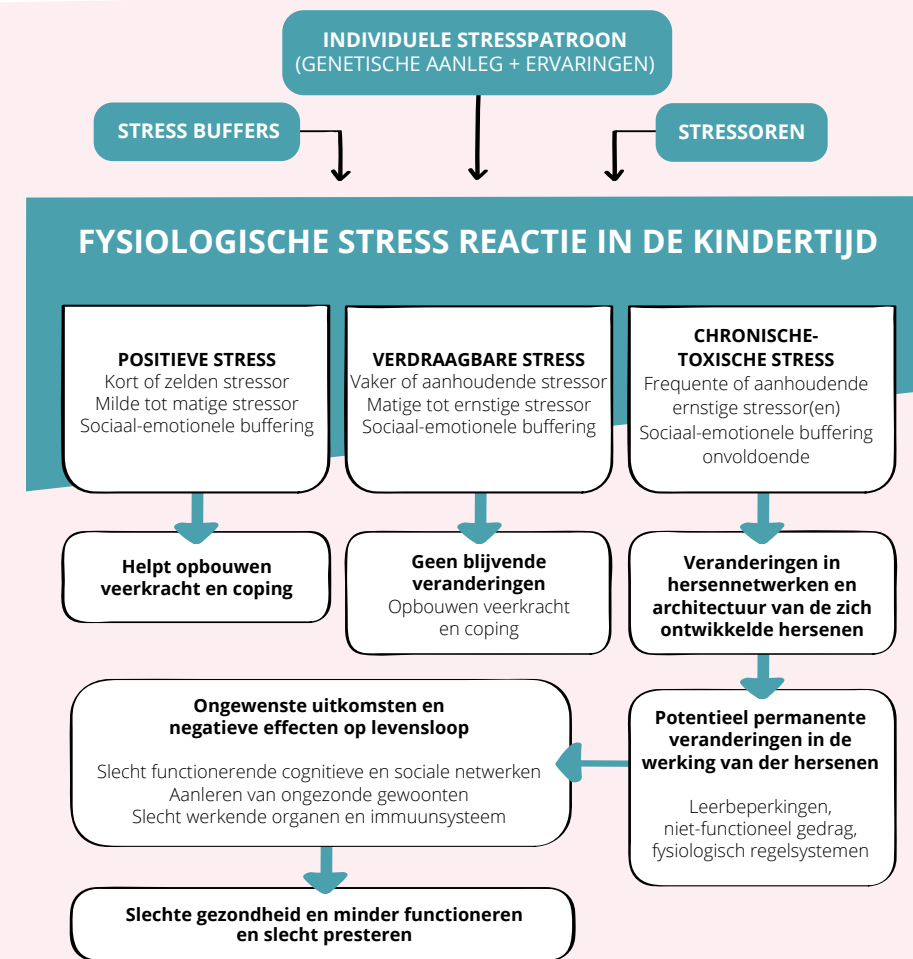 INDIVIDUELE STRESSPATROON
(GENETISCHE AANLEG + ERVARINGEN)
STRESS BUFFERS
STRESSOREN
FYSIOLOGISCHE STRESS REACTIE IN DE KINDERTIJD
POSITIEVE STRESS
Kort of zelden stressor
Milde tot matige stressor
Sociaal-emotionele buffering
VERDRAAGBARE STRESS
Vaker of aanhoudende stressor
Matige tot ernstige stressor
Sociaal-emotionele buffering
CHRONISCHE-
TOXISCHE STRESS
Frequente of aanhoudende
ernstige stressor(en)
Sociaal-emotionele buffering
onvoldoende
Helpt opbouwen
veerkracht en coping
Geen blijvende
veranderingen
Opbouwen veerkracht
en coping
Veranderingen in
hersennetwerken en
architectuur van de zich
ontwikkelde hersenen
Potentieel permanente
veranderingen in de
werking van der hersenen
Leerbeperkingen,
niet-functioneel gedrag,
fysiologisch regelsystemen
Ongewenste uitkomsten en
negatieve effecten op levensloop
Slecht functionerende cognitieve en sociale netwerken
Aanleren van ongezonde gewoonten
Slecht werkende organen en immuunsysteem
Slechte gezondheid en minder functioneren
en slecht presteren